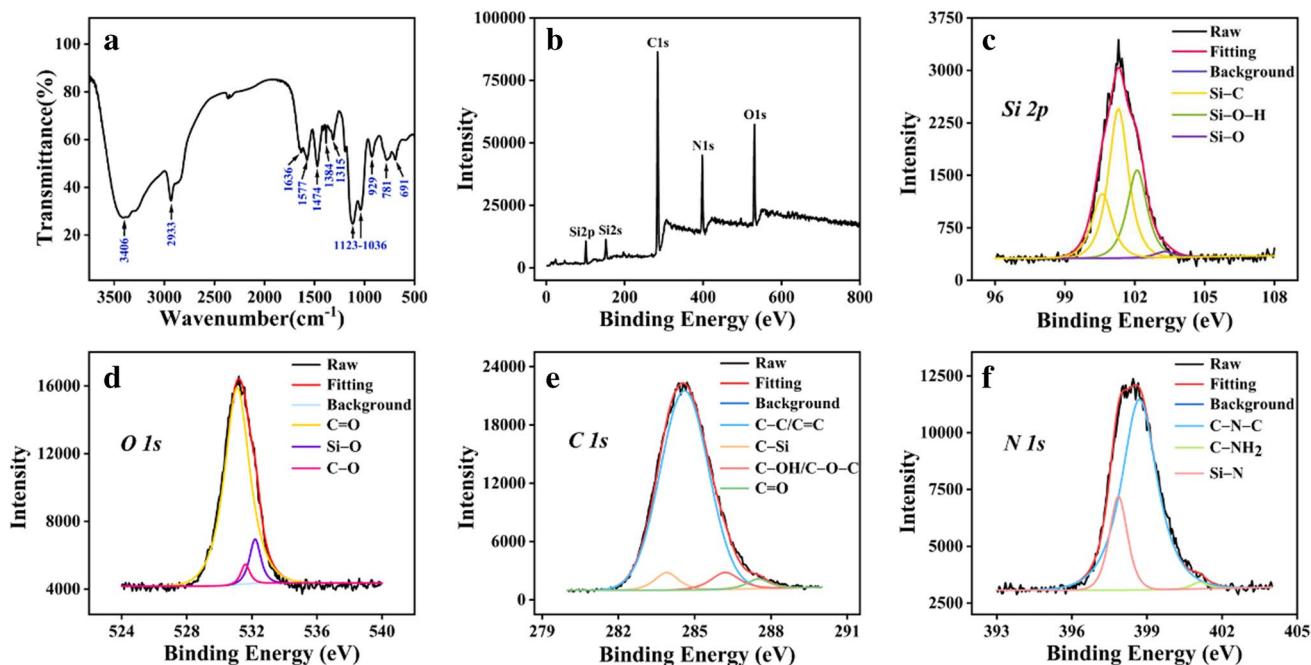 a
100
80
60
40
20
Transmittance(%)
3406
2933
1636
1577
1474
1384
1315
1123-1036
929
781
691
3500 3000 2500 2000 1500 1000 500
Wavenumber(cm⁻¹)
b
100000
75000
50000
25000
0
Intensity
Si2p
Si2s
C1s
N1s
O1s
0 200 400 600 800
Binding Energy (eV)
c
3750
3000
2250
1500
750
0
Intensity
Si 2p
Raw
Fitting
Background
Si–C
Si–O–H
Si–O
96 99 102 105 108
Binding Energy (eV)
d
16000
12000
8000
4000
0
Intensity
O 1s
Raw
Fitting
Background
C=O
Si–O
C–O
524 528 532 536 540
Binding Energy (eV)
e
24000
18000
12000
6000
0
Intensity
C 1s
Raw
Fitting
Background
C–C/C=C
C–Si
C–OH/C–O–C
C=O
279 282 285 288 291
Binding Energy (eV)
f
12500
10000
7500
5000
2500
Intensity
N 1s
Raw
Fitting
Background
C–N–C
C–NH₂
Si–N
393 396 399 402 405
Binding Energy (eV)